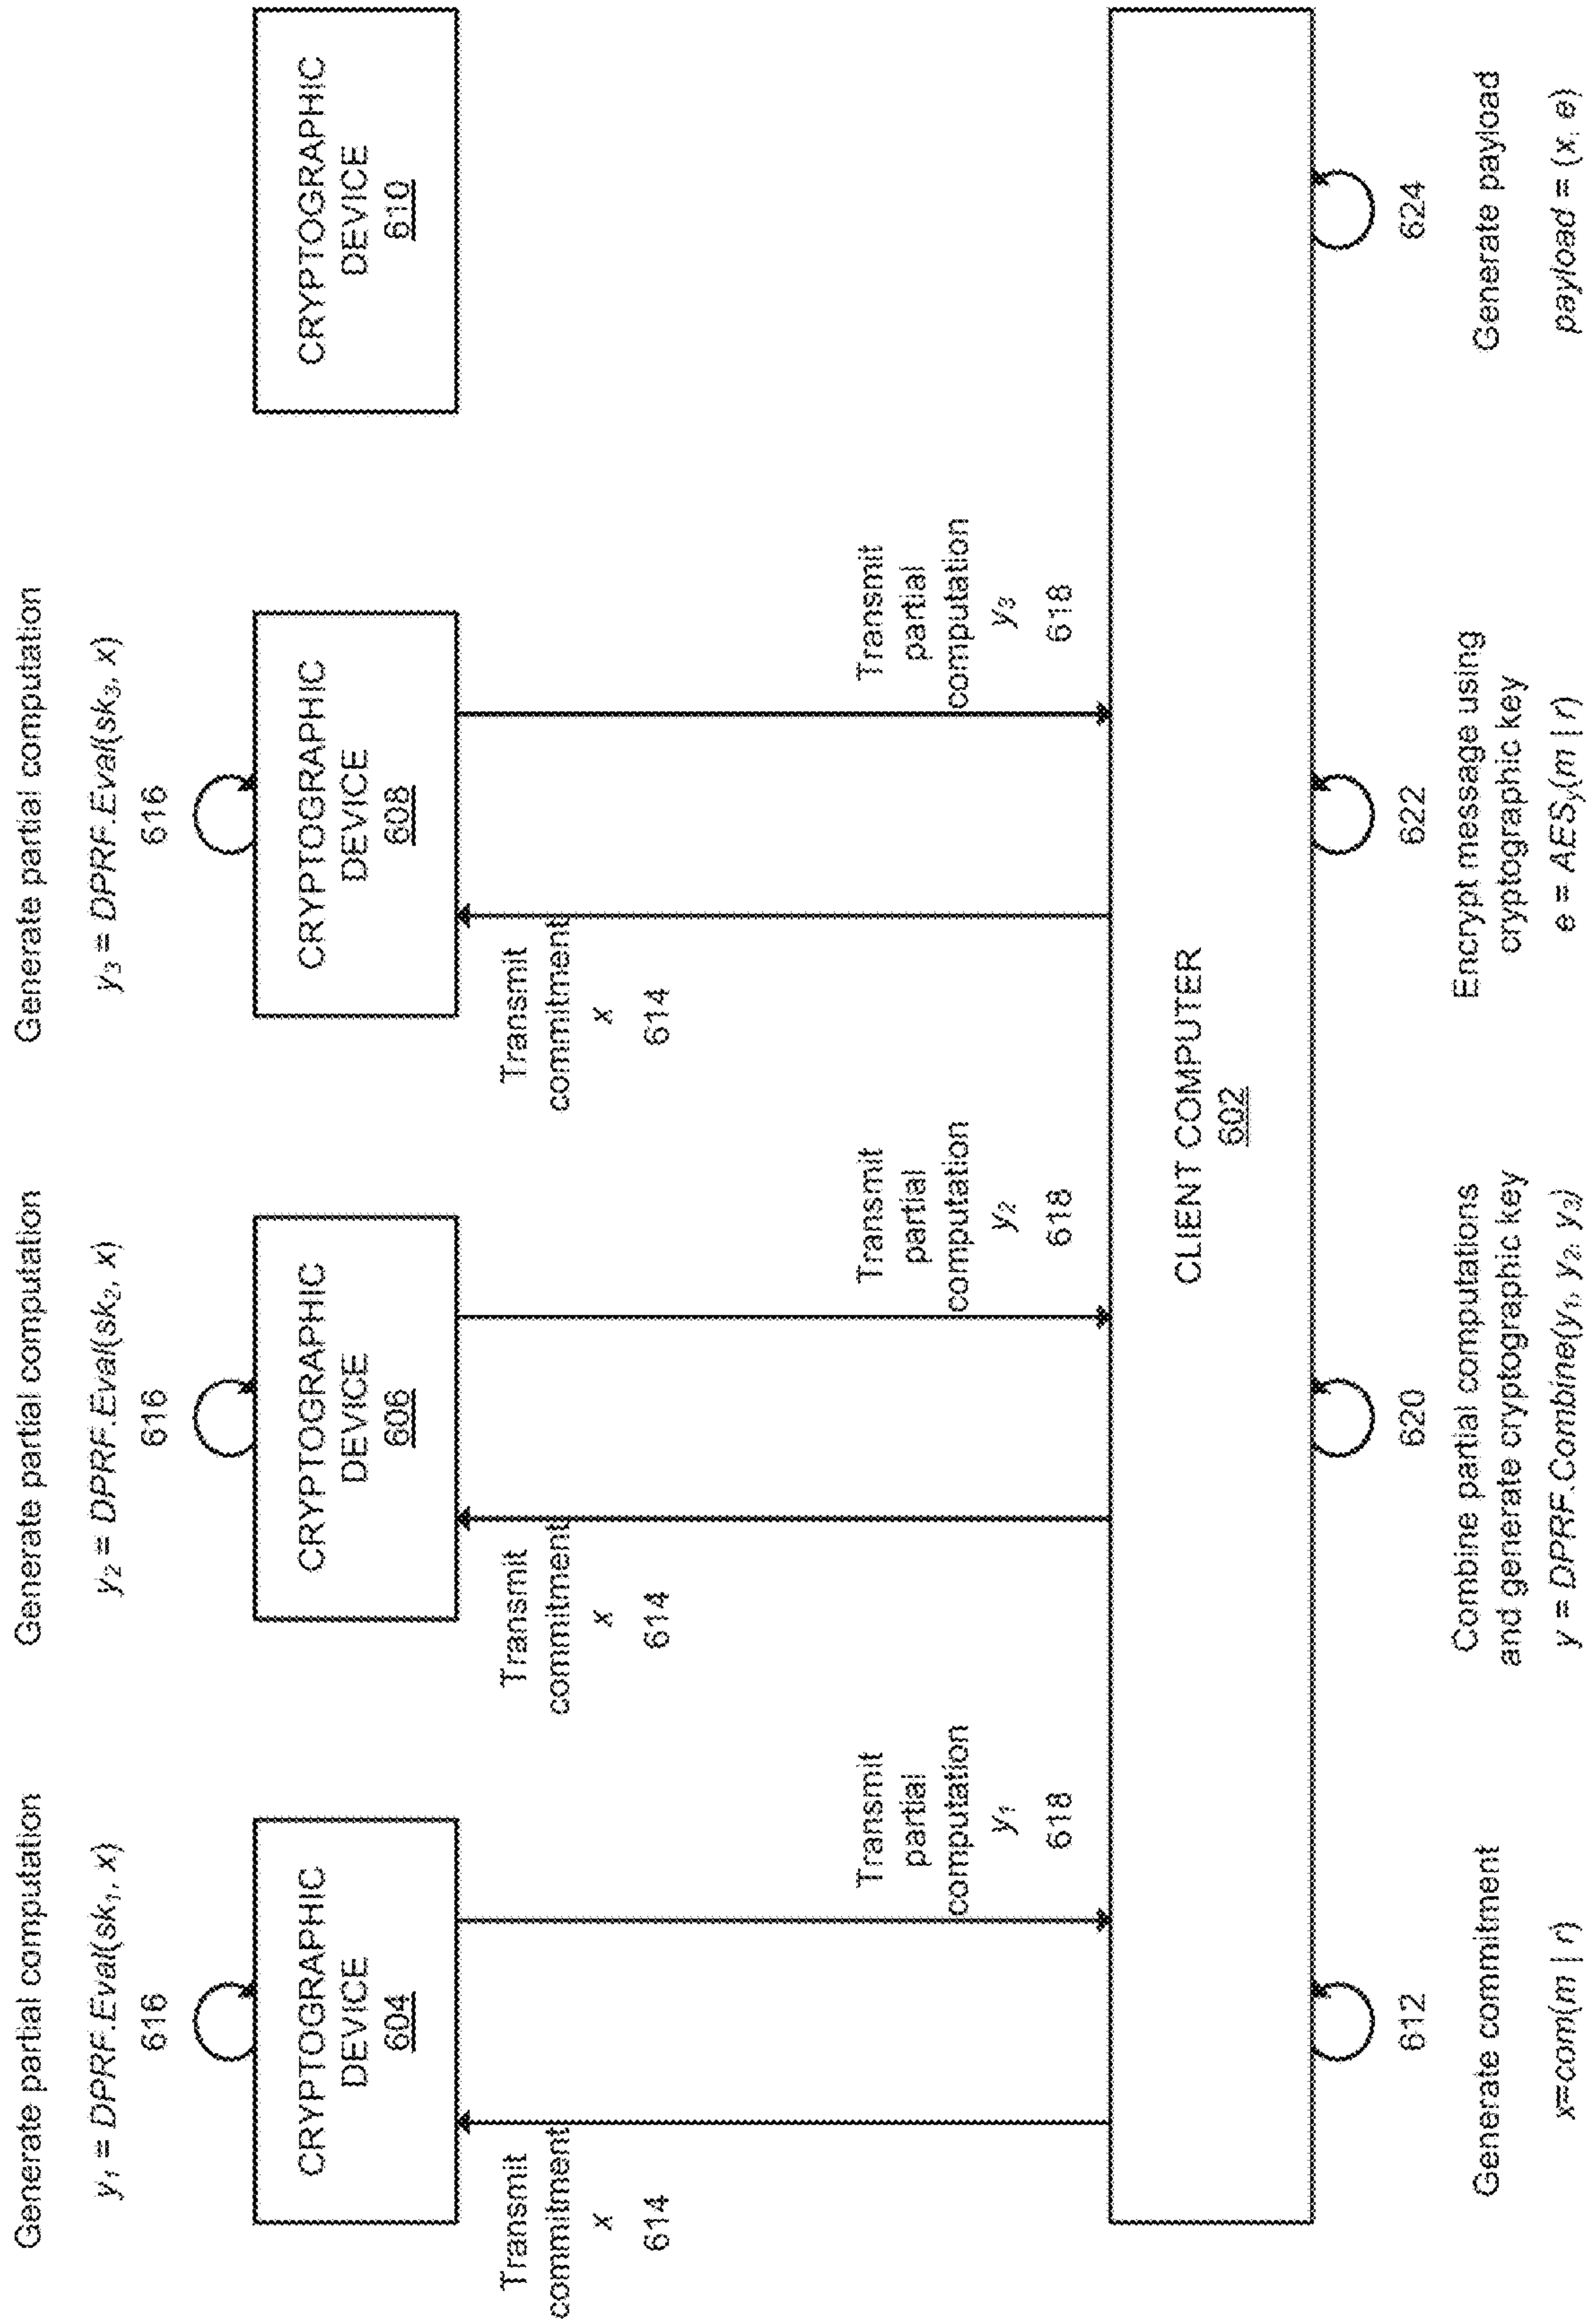 Generate partial computation
y₁ = DPRF.Eval(sk₁, x)
616
Generate partial computation
y₂ = DPRF.Eval(sk₂, x)
616
Generate partial computation
y₃ = DPRF.Eval(sk₃, x)
616
CRYPTOGRAPHIC
DEVICE
604
CRYPTOGRAPHIC
DEVICE
606
CRYPTOGRAPHIC
DEVICE
608
CRYPTOGRAPHIC
DEVICE
610
Transmit
commitment
x
614
Transmit
partial
computation
y₁
618
Transmit
commitment
x
614
Transmit
partial
computation
y₂
618
Transmit
commitment
x
614
Transmit
partial
computation
y₃
618
CLIENT COMPUTER
602
612
Generate commitment
x=com(m | r)
620
Combine partial computations
and generate cryptographic key
y = DPRF.Combine(y₁, y₂, y₃)
622
Encrypt message using
cryptographic key
e = AESᵧ(m | r)
624
Generate payload
payload = (x, e)